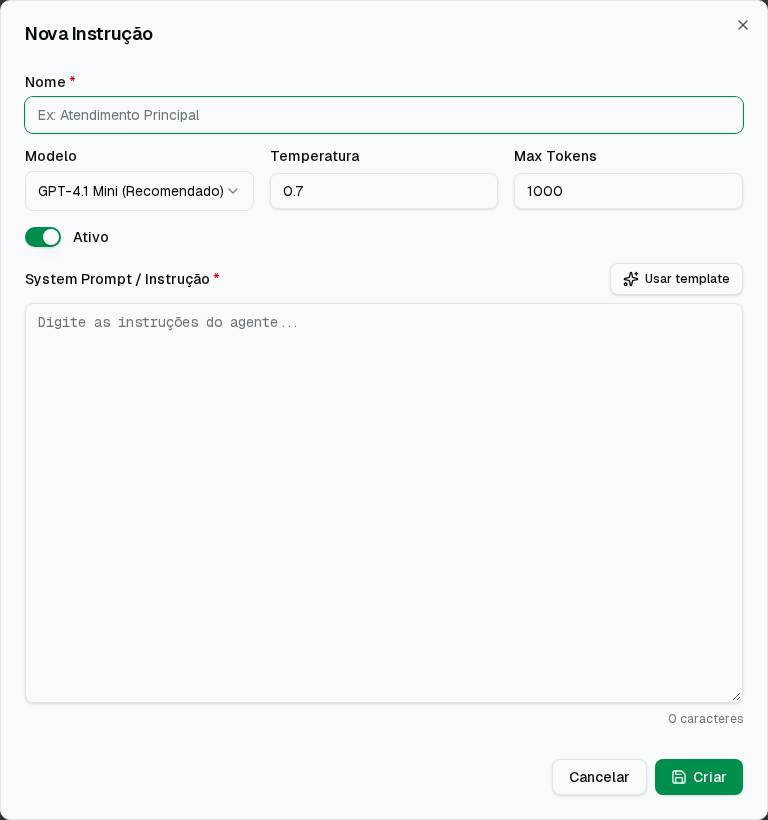 Nova Instrução
Nome *
Ex: Atendimento Principal
Modelo Temperatura Max Tokens
GPT-4.1 Mini (Recomendado) 0.7 1000
Ativo
System Prompt / Instrução * Usar template
Digite as instruções do agente...
0 caracteres
Cancelar Criar